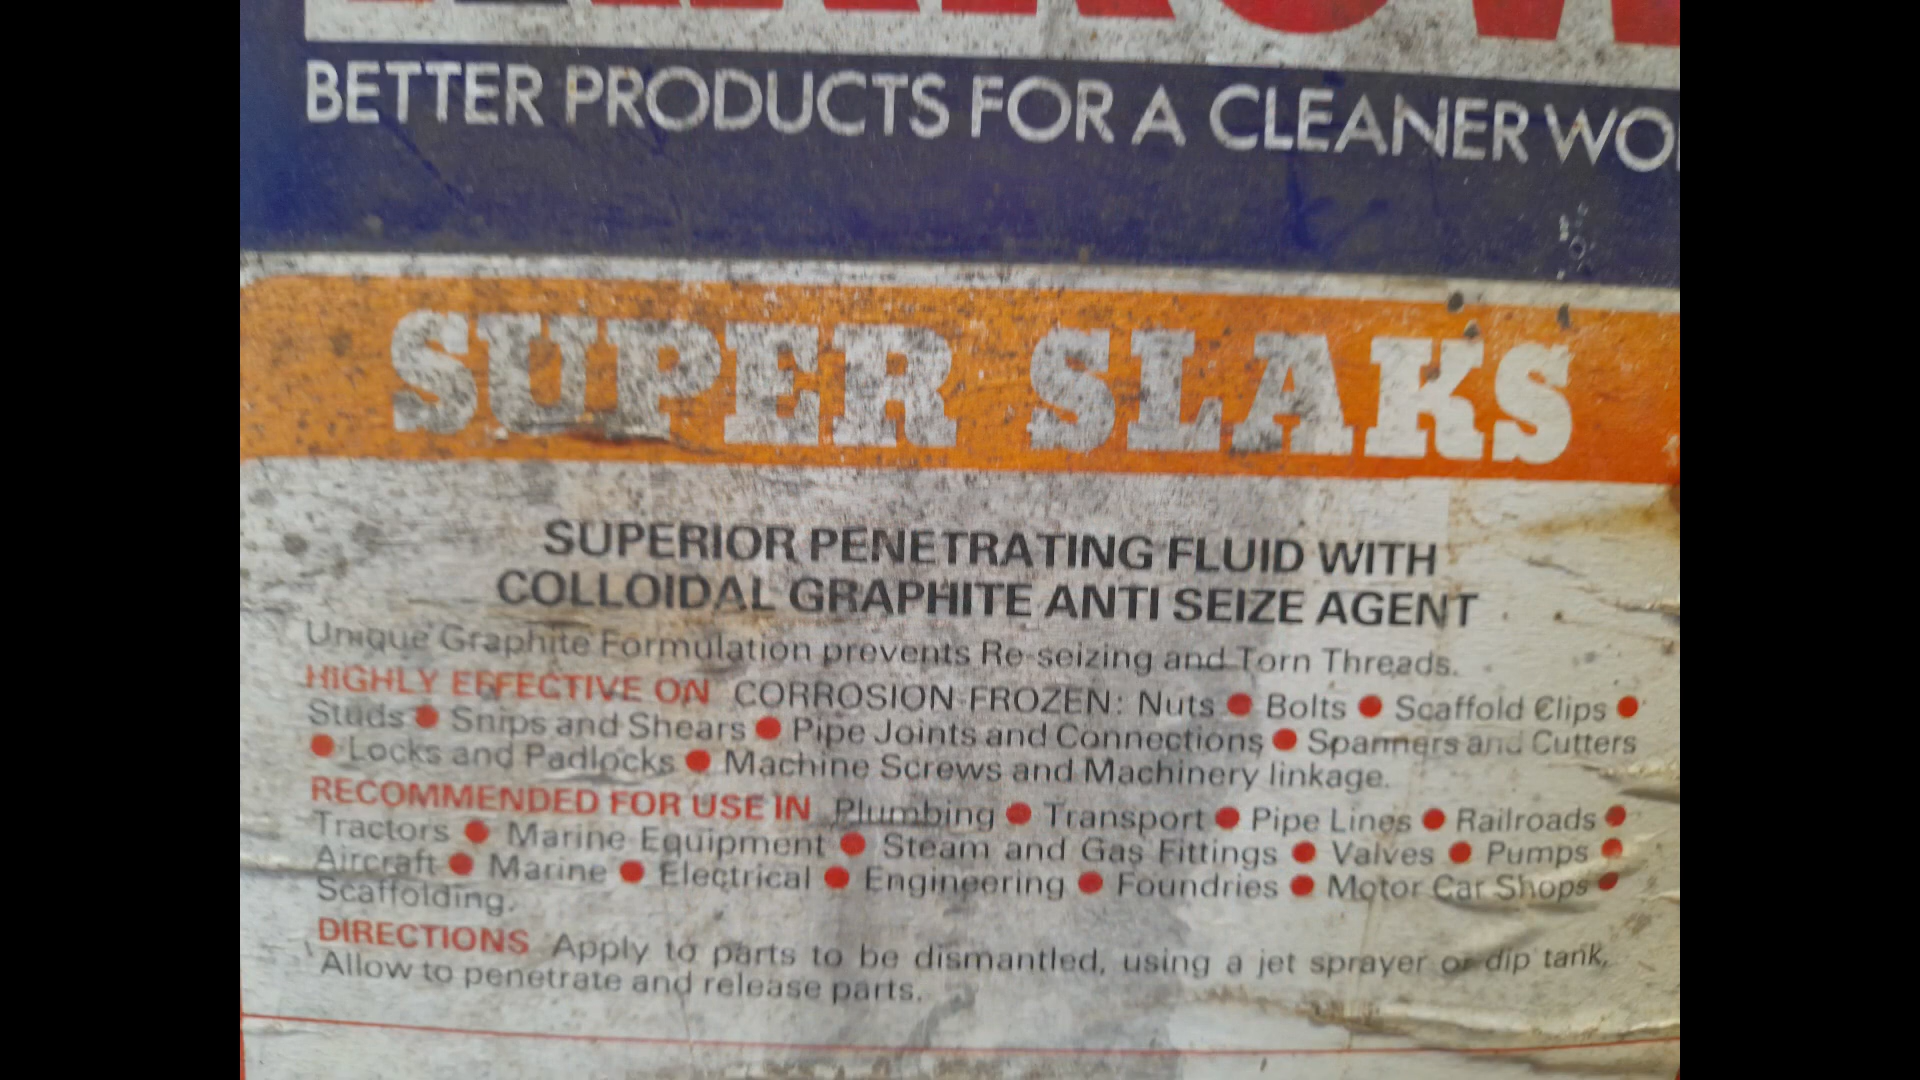 BETTER PRODUCTS FOR A CLEANER
SUPER SLAKS
SUPERIOR PENETRATING FLUID WITH
COLLOIDAL GRAPHITE ANTI SEIZE AGENT
Unique Graphite Formulation prevents Re-seizing and Torn Threads.
HIGHLY EFFECTIVE ON CORROSION-FROZEN: Nuts ● Bolts ● Scaffold Clips ●
Studs ● Snips and Shears ● Pipe Joints and Connections ● Spanners and Cutters
● Locks and Padlocks ● Machine Screws and Machinery linkage.
RECOMMENDED FOR USE IN Plumbing ● Transport ● Pipe Lines ● Railroads ●
Tractors ● Marine Equipment ● Steam and Gas Fittings ● Valves ● Pumps ●
Aircraft ● Marine ● Electrical ● Engineering ● Foundries ● Motor Car Shops ●
Scaffolding.
DIRECTIONS Apply to parts to be dismantled, using a jet sprayer or dip tank,
Allow to penetrate and release parts.